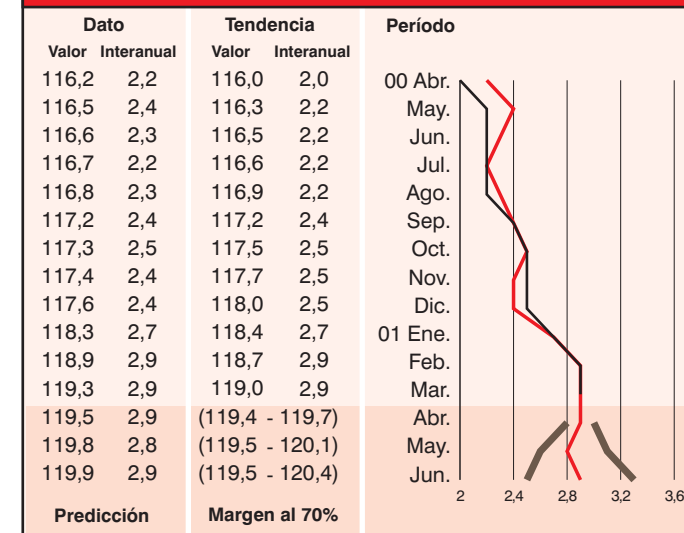 Dato Tendencia Período
Valor Interanual Valor Interanual
116,2 2,2 116,0 2,0 00 Abr.
116,5 2,4 116,3 2,2 May.
116,6 2,3 116,5 2,2 Jun.
116,7 2,2 116,6 2,2 Jul.
116,8 2,3 116,9 2,2 Ago.
117,2 2,4 117,2 2,4 Sep.
117,3 2,5 117,5 2,5 Oct.
117,4 2,4 117,7 2,5 Nov.
117,6 2,4 118,0 2,5 Dic.
118,3 2,7 118,4 2,7 01 Ene.
118,9 2,9 118,7 2,9 Feb.
119,3 2,9 119,0 2,9 Mar.
119,5 2,9 (119,4 - 119,7) Abr.
119,8 2,8 (119,5 - 120,1) May.
119,9 2,9 (119,5 - 120,4) Jun.
2 2,4 2,8 3,2 3,6
Predicción Margen al 70%